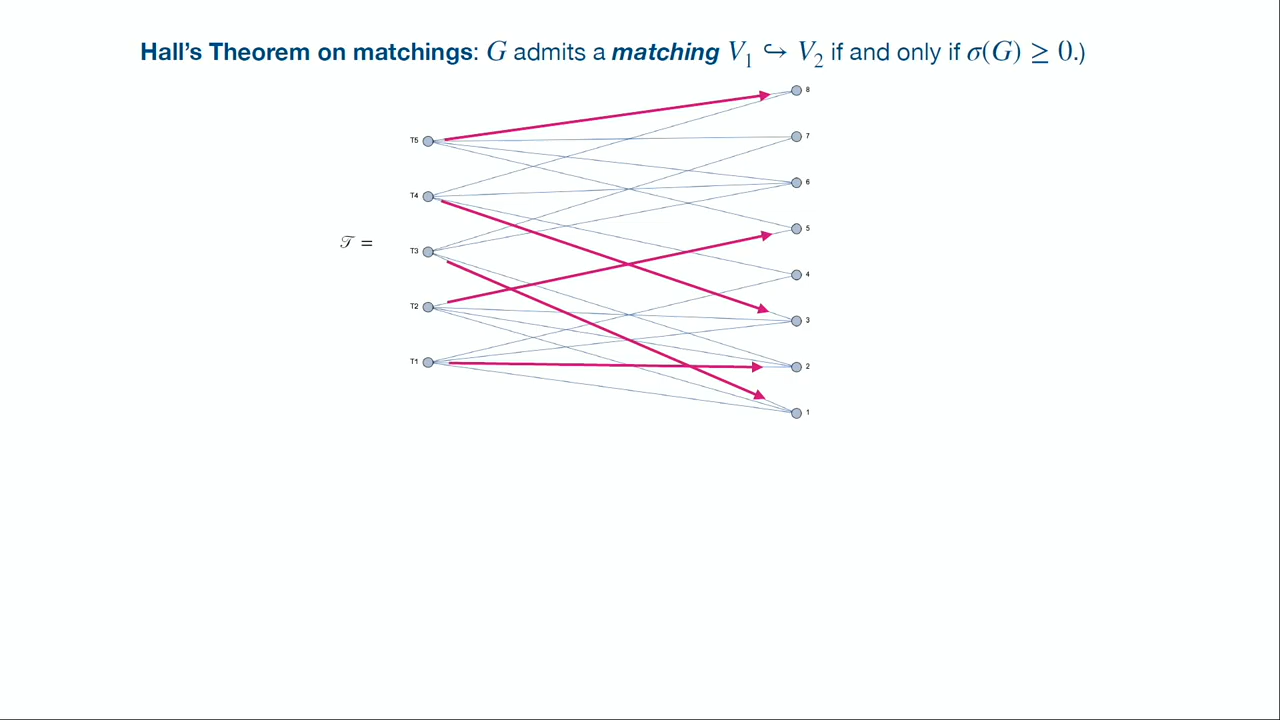 Hall's Theorem on matchings: G admits a matching V₁ ↪ V₂ if and only if σ(G) ≥ 0.)
8
T5
7
6
T4
5
𝒯 =
T3
4
T2
3
T1
2
1